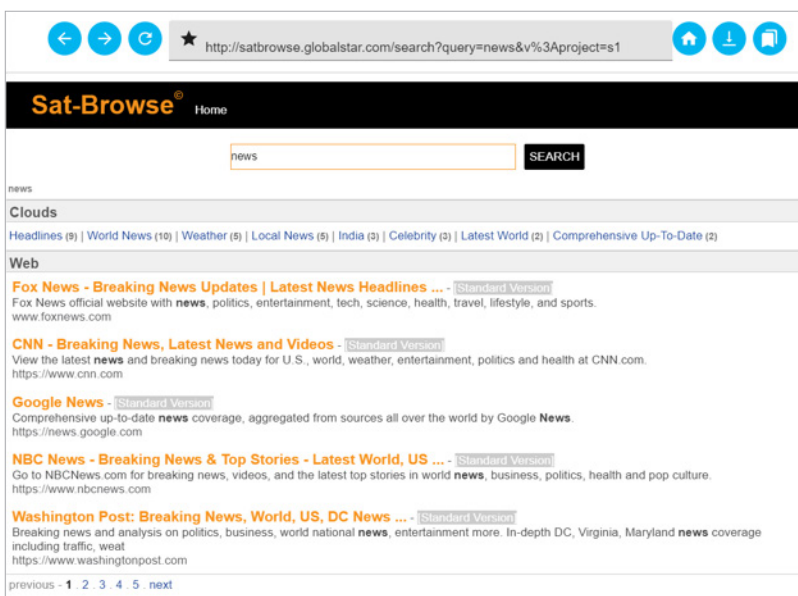 http://satbrowse.globalstar.com/search?query=news&v%3Aproject=s1
Sat-Browse© Home
news SEARCH
news
Clouds
Headlines (9) | World News (10) | Weather (5) | Local News (5) | India (3) | Celebrity (3) | Latest World (2) | Comprehensive Up-To-Date (2)
Web
Fox News - Breaking News Updates | Latest News Headlines ... - [Standard Version]
Fox News official website with news, politics, entertainment, tech, science, health, travel, lifestyle, and sports.
www.foxnews.com
CNN - Breaking News, Latest News and Videos - [Standard Version]
View the latest news and breaking news today for U.S., world, weather, entertainment, politics and health at CNN.com.
https://www.cnn.com
Google News - [Standard Version]
Comprehensive up-to-date news coverage, aggregated from sources all over the world by Google News.
https://news.google.com
NBC News - Breaking News & Top Stories - Latest World, US ... - [Standard Version]
Go to NBCNews.com for breaking news, videos, and the latest top stories in world news, business, politics, health and pop culture.
https://www.nbcnews.com
Washington Post: Breaking News, World, US, DC News ... - [Standard Version]
Breaking news and analysis on politics, business, world national news, entertainment more. In-depth DC, Virginia, Maryland news coverage
including traffic, weat
https://www.washingtonpost.com
previous - 1 . 2 . 3 . 4 . 5 . next